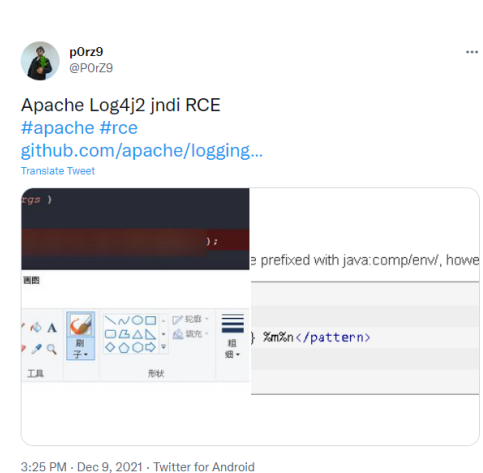 p0rz9
@P0rZ9
Apache Log4j2 jndi RCE
#apache #rce
github.com/apache/logging...
Translate Tweet
rgs )
);
e prefixed with java:comp/env/, howe
画图
} %m%n</pattern>
A
刷
子
轮廓
填充
粗
细
工具
形状
3:25 PM · Dec 9, 2021 · Twitter for Android